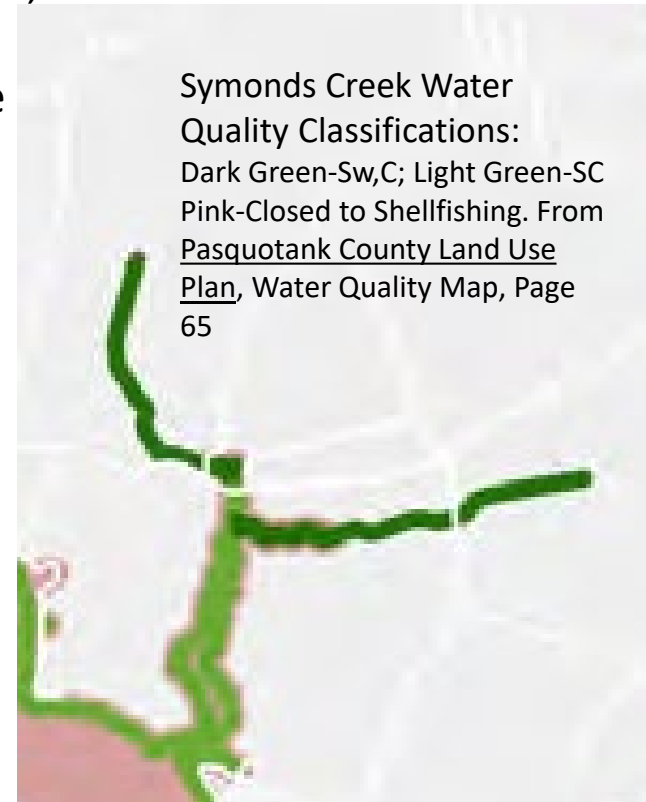 Symonds Creek Water
Quality Classifications:
Dark Green-Sw,C; Light Green-SC
Pink-Closed to Shellfishing. From
Pasquotank County Land Use
Plan, Water Quality Map, Page
65